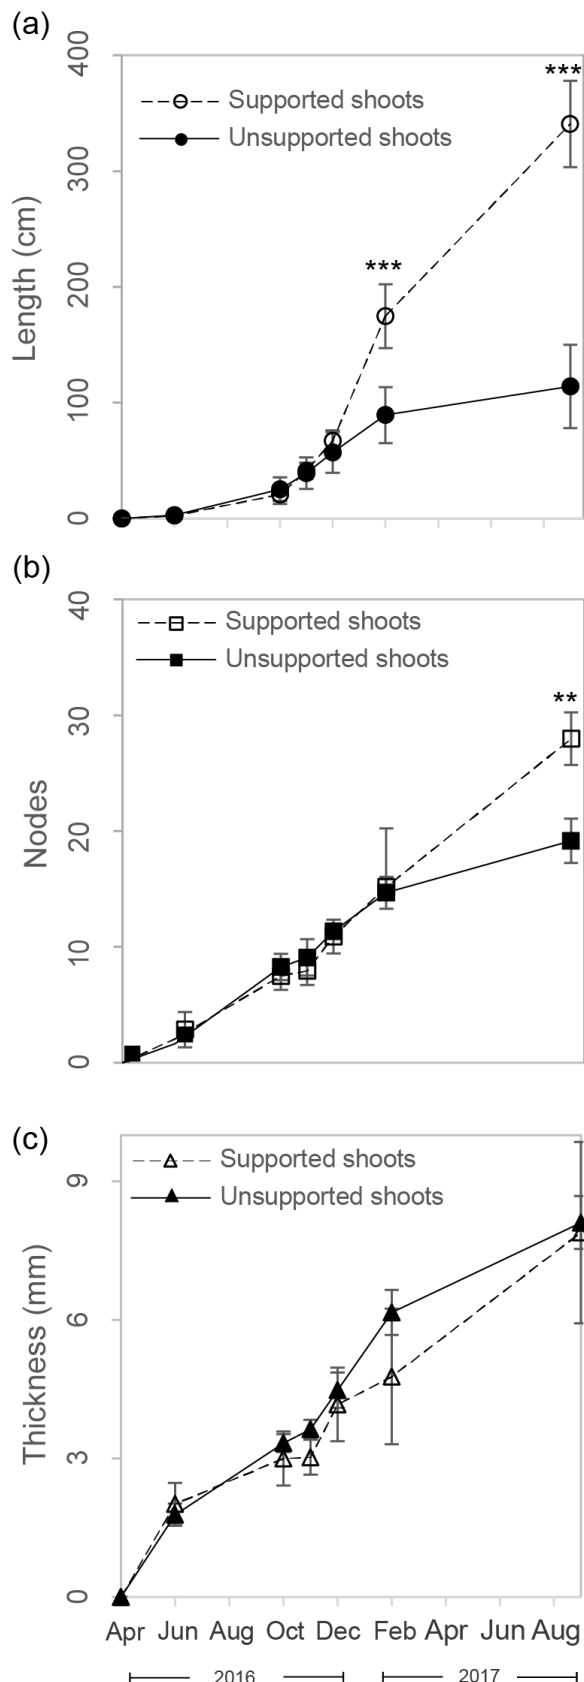 (a)
400
300
200
100
0
Length (cm)
Supported shoots
Unsupported shoots
***
***
(b)
40
30
20
10
0
Nodes
Supported shoots
Unsupported shoots
**
(c)
9
6
3
0
Thickness (mm)
Supported shoots
Unsupported shoots
Apr Jun Aug Oct Dec Feb Apr Jun Aug
2016 2017